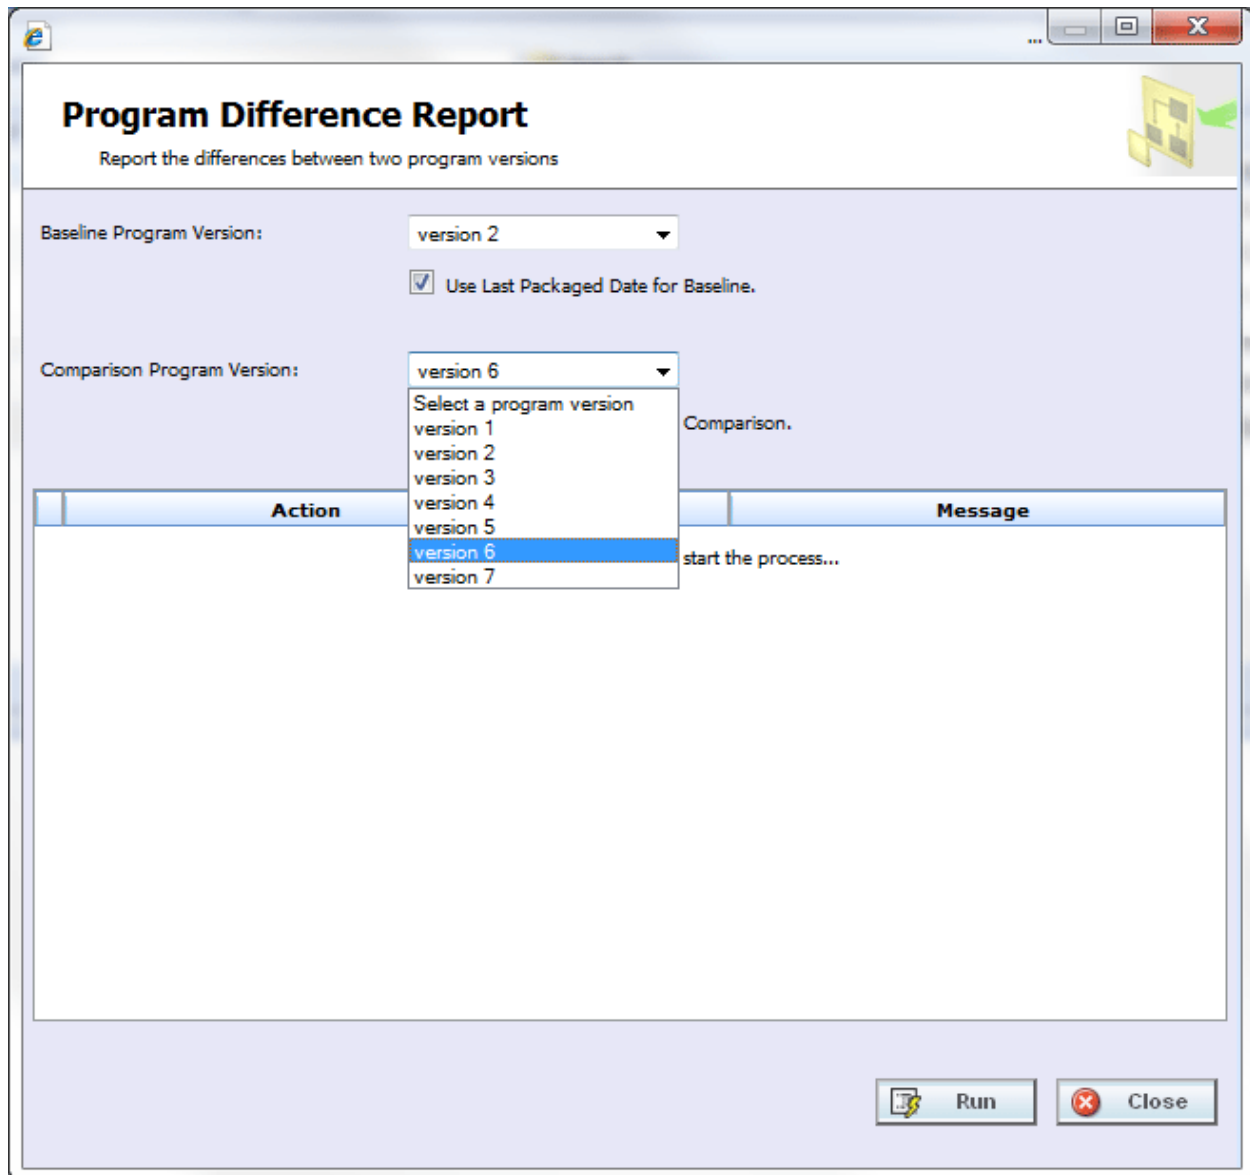 ...
Program Difference Report
Report the differences between two program versions
Baseline Program Version:
version 2
Use Last Packaged Date for Baseline.
Comparison Program Version:
version 6
Select a program version
version 1
version 2
version 3
version 4
version 5
version 6
version 7
Comparison.
Action
Message
start the process...
Run
Close